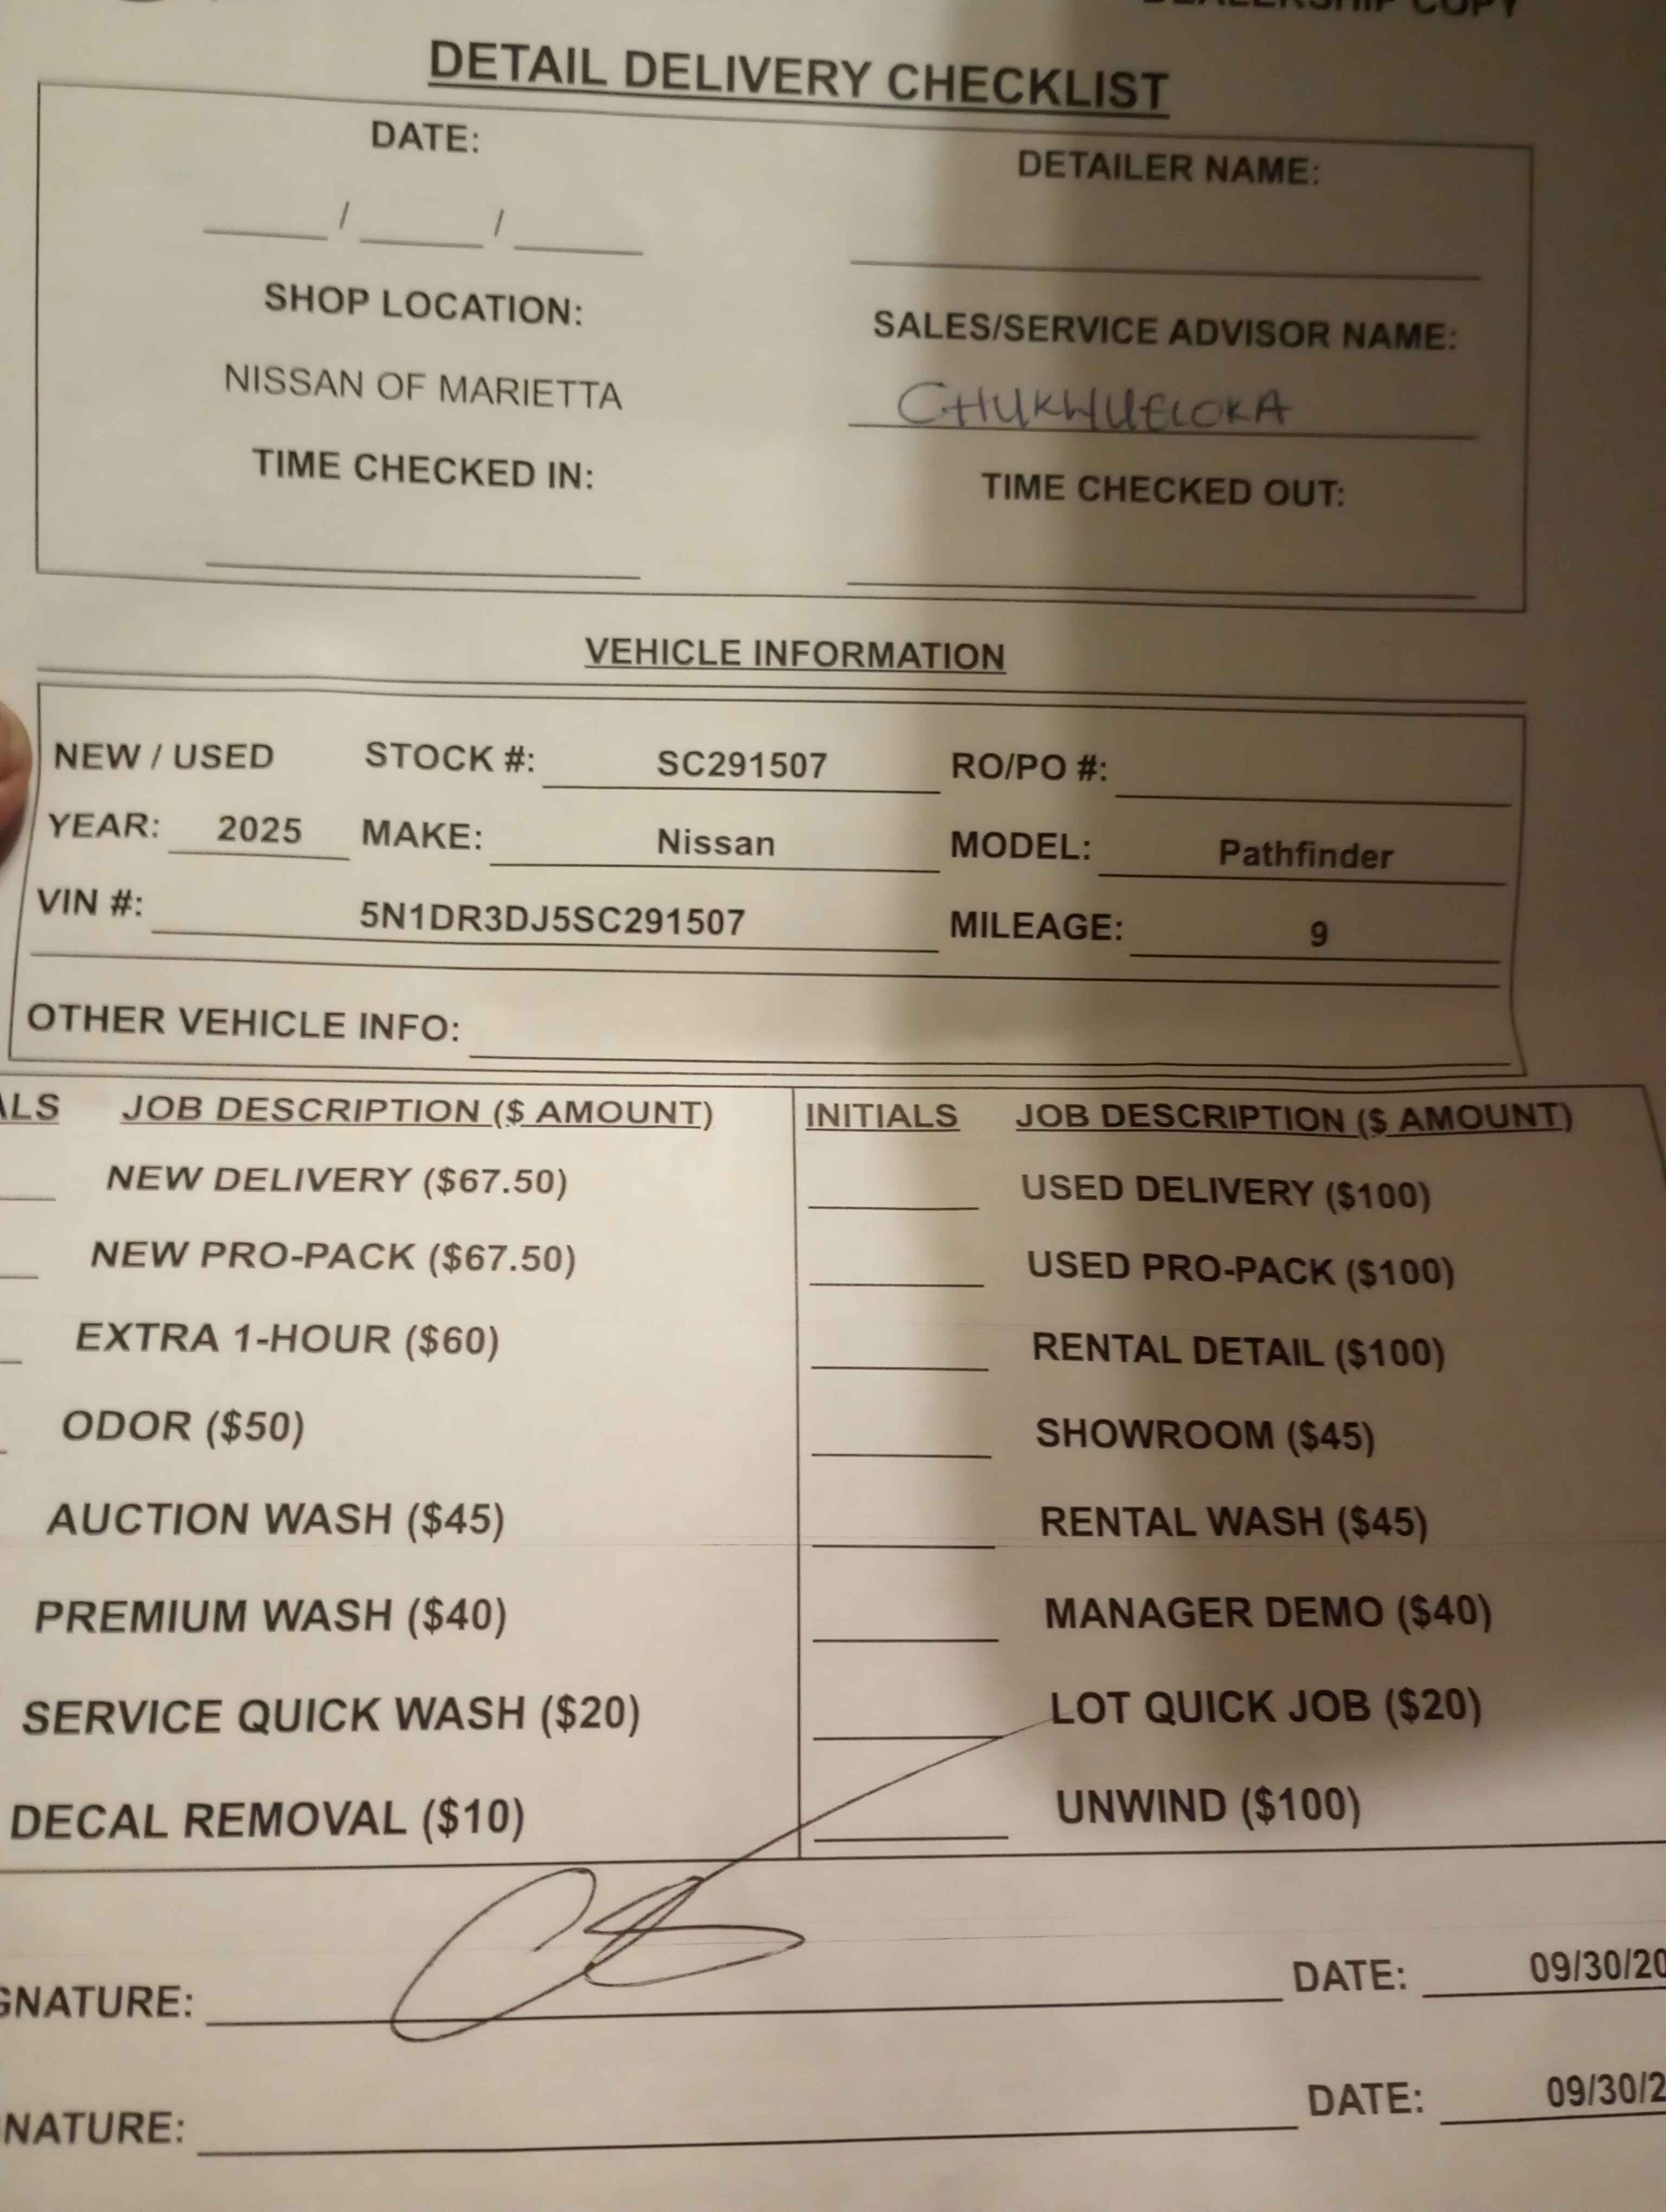 DEALERSHIP COPY
DETAIL DELIVERY CHECKLIST
DATE: DETAILER NAME:
/ /
SHOP LOCATION: SALES/SERVICE ADVISOR NAME:
NISSAN OF MARIETTA CHUKWUELOKA
TIME CHECKED IN: TIME CHECKED OUT:
VEHICLE INFORMATION
NEW / USED STOCK #: SC291507 RO/PO #:
YEAR: 2025 MAKE: Nissan MODEL: Pathfinder
VIN #: 5N1DR3DJ5SC291507 MILEAGE: 9
OTHER VEHICLE INFO:
ALS JOB DESCRIPTION ($ AMOUNT) INITIALS JOB DESCRIPTION ($ AMOUNT)
NEW DELIVERY ($67.50) USED DELIVERY ($100)
NEW PRO-PACK ($67.50) USED PRO-PACK ($100)
EXTRA 1-HOUR ($60) RENTAL DETAIL ($100)
ODOR ($50) SHOWROOM ($45)
AUCTION WASH ($45) RENTAL WASH ($45)
PREMIUM WASH ($40) MANAGER DEMO ($40)
SERVICE QUICK WASH ($20) LOT QUICK JOB ($20)
DECAL REMOVAL ($10) UNWIND ($100)
GNATURE: DATE: 09/30/20
NATURE: DATE: 09/30/2